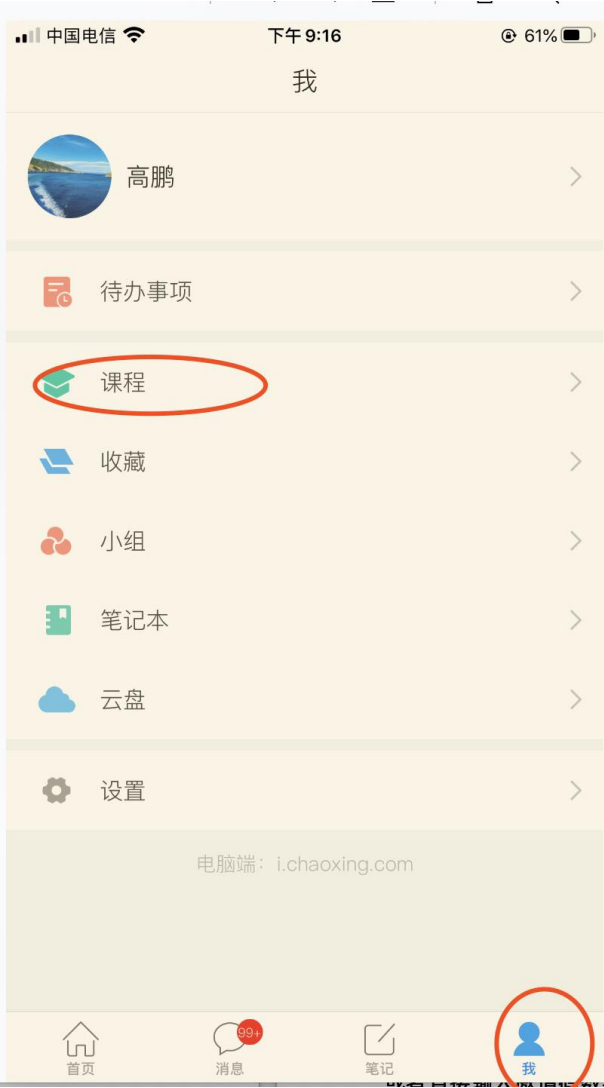 中国电信 下午 9:16 61%
我
高鹏
待办事项
课程
收藏
小组
笔记本
云盘
设置
电脑端：i.chaoxing.com
99+
首页 消息 笔记 我